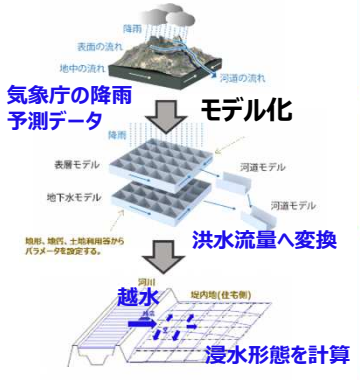 降雨
表面の流れ
地中の流れ
河道の流れ
気象庁の降雨
予測データ
モデル化
降雨
表層モデル
河道モデル
地下水モデル
河道モデル
地形、地質、土地利用等から
パラメータを設定する。
洪水流量へ変換
河川
越水
堤内地(住宅側)
浸水形態を計算